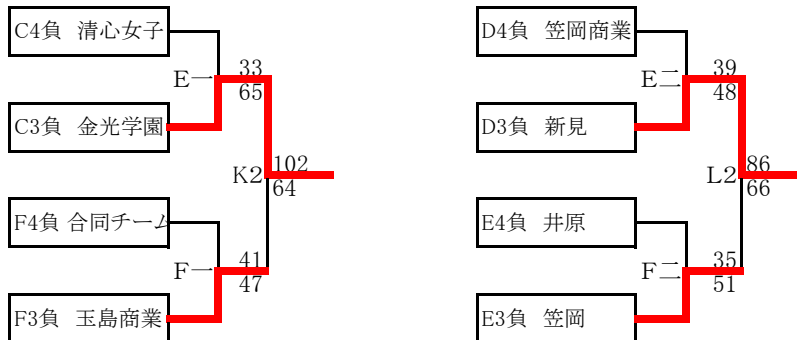 C4負 清心女子
E一
33
65
C3負 金光学園
K2
102
64
F4負 合同チーム
F一
41
47
F3負 玉島商業
D4負 笠岡商業
E二
39
48
D3負 新見
L2
86
66
E4負 井原
F二
35
51
E3負 笠岡